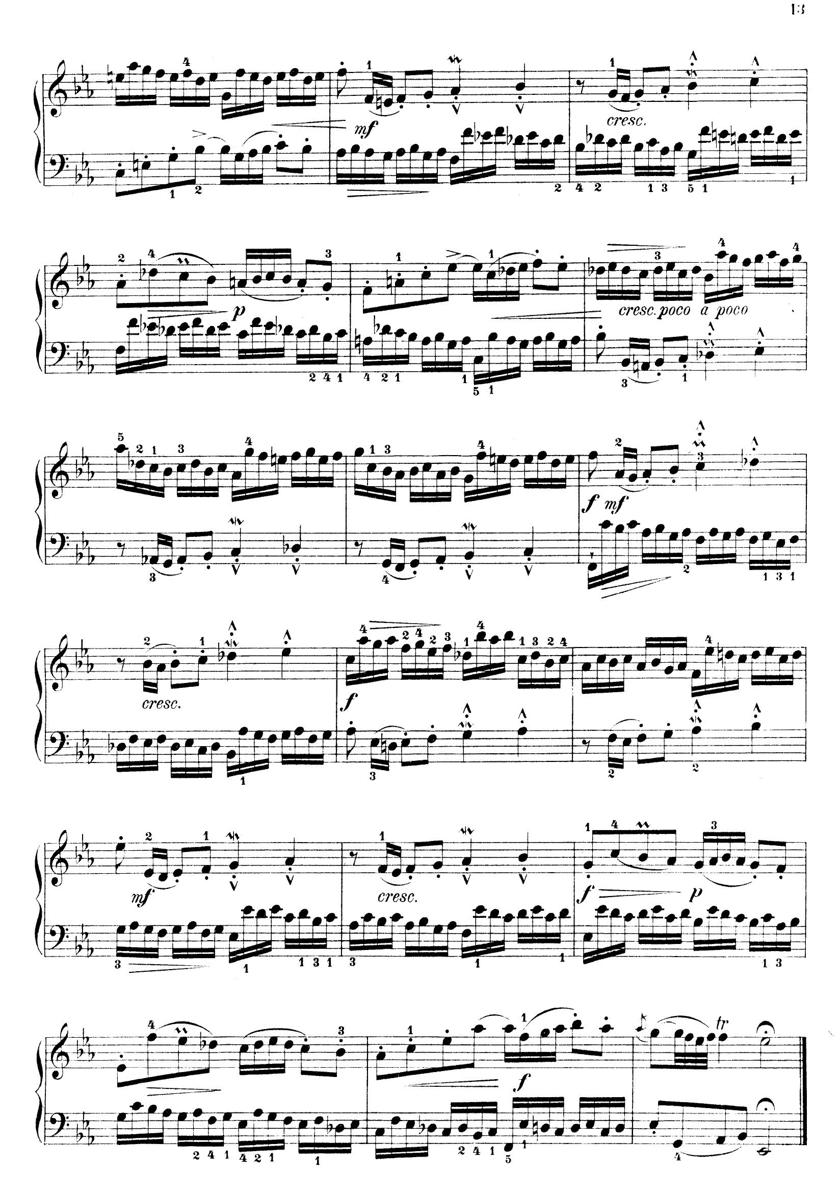 13
4 1 1
mf cresc.
1 2 2 4 2 1 3 5 1 1
2 4 3 1 1 1 3 4 4
p cresc. poco a poco
2 4 1 4 2 1 1 5 1 3 1
5 2 1 3 4 1 3 4 2 3
f mf
3 4 2 1 3 1
2 1 4 2 4 2 3 1 4 1 3 2 4 4
cresc. f
1 3 2 2
2 1 1 1 4 3
mf cresc. f p
3 1 1 3 1 3 1 1 1 3
4 1 3 1 tr
f
2 4 1 4 2 1 1 2 4 1 5 1 4